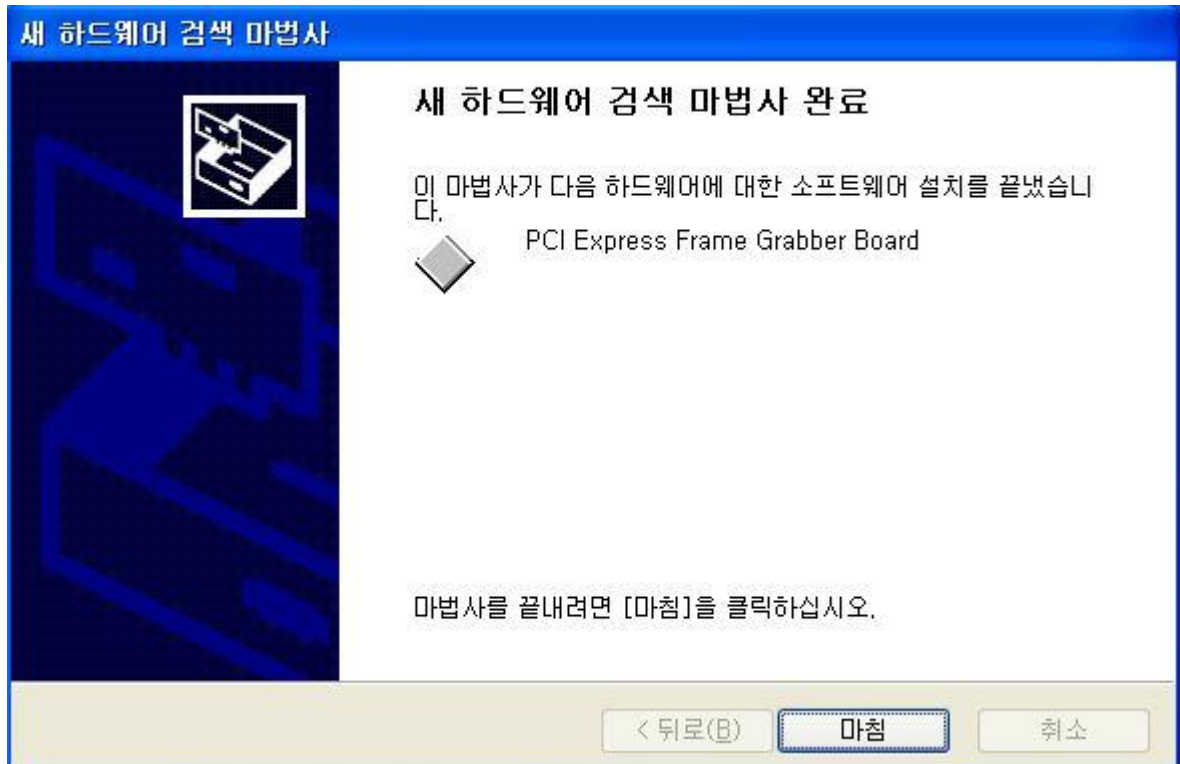 새 하드웨어 검색 마법사
새 하드웨어 검색 마법사 완료
이 마법사가 다음 하드웨어에 대한 소프트웨어 설치를 끝냈습니
다.
PCI Express Frame Grabber Board
마법사를 끝내려면 [마침]을 클릭하십시오.
< 뒤로(B) 마침 취소